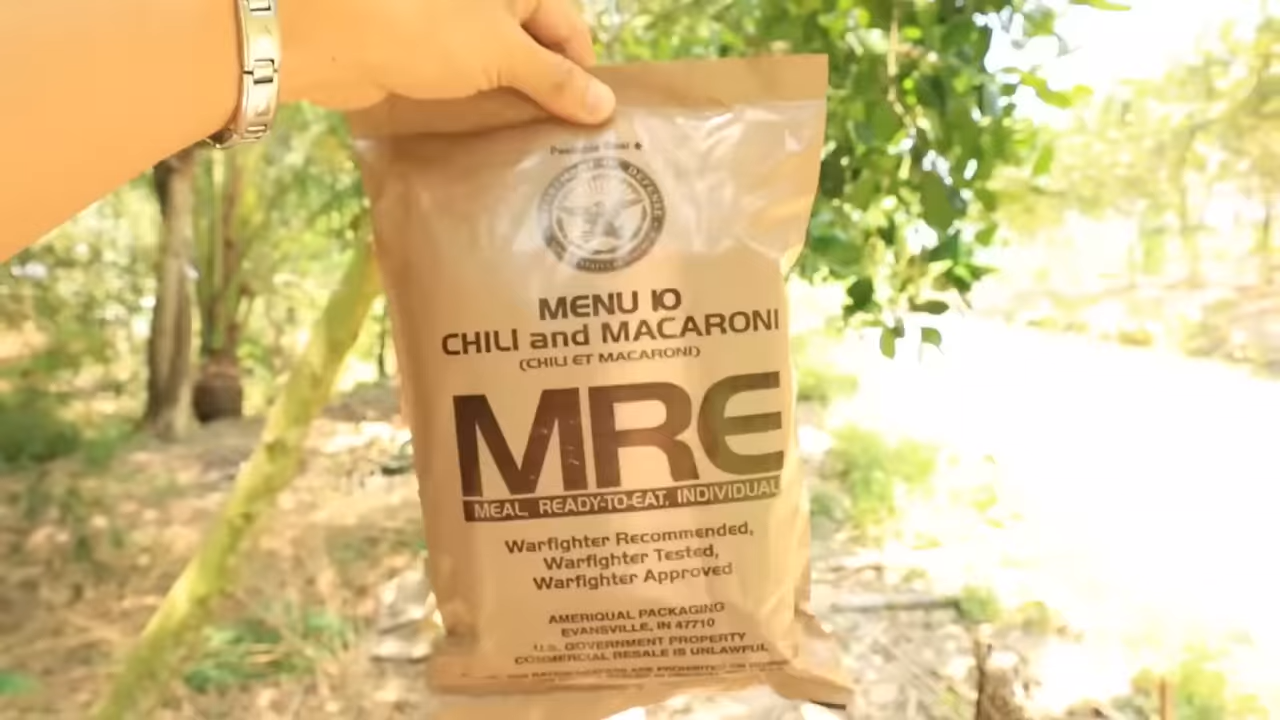 DEFENSE
MENU 10
CHILI and MACARONI
(CHILI ET MACARONI)
MRE
MEAL, READY-TO-EAT, INDIVIDUAL
Warfighter Recommended,
Warfighter Tested,
Warfighter Approved
AMERIQUAL PACKAGING
EVANSVILLE, IN 47710
U.S. GOVERNMENT PROPERTY
COMMERCIAL RESALE IS UNLAWFUL